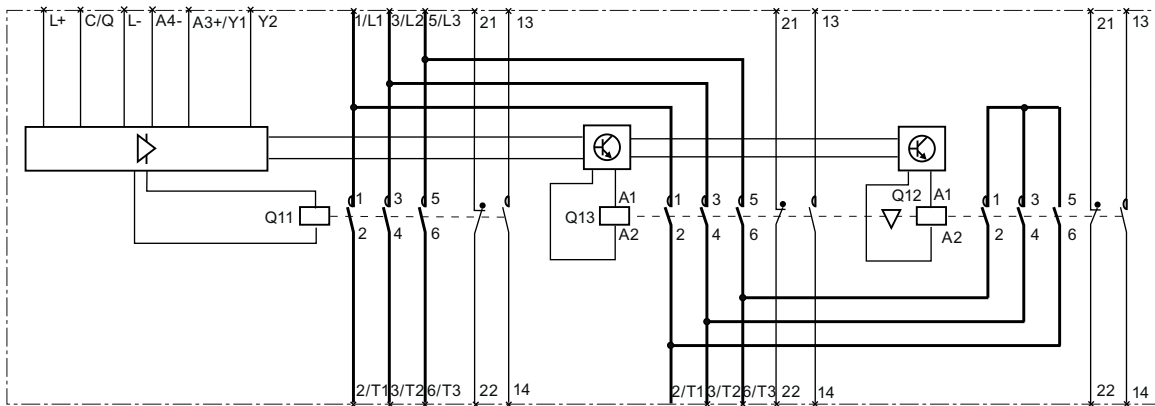 L+ C/Q L- A4- A3+/Y1 Y2 1/L1 3/L2 5/L3 21 13 21 13 21 13
Q12 A1
A1
1 3 5 1 3 5 1 3 5
Q11 Q13
2 4 6 A2 2 4 6 A2 2 4 6
2/T1 3/T2 6/T3 22 14 2/T1 3/T2 6/T3 22 14 22 14